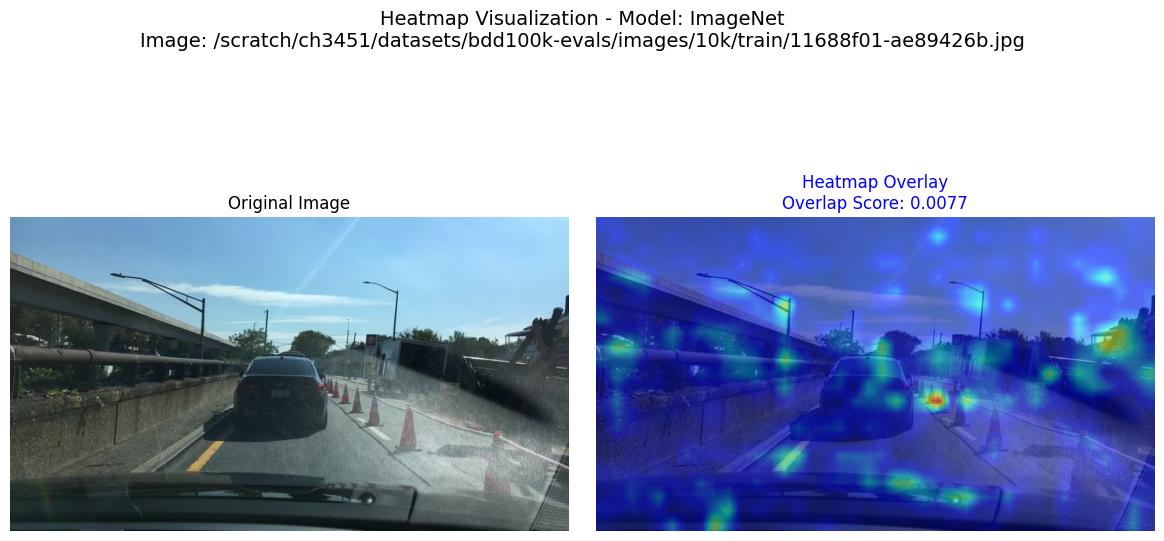 Heatmap Visualization - Model: ImageNet
Image: /scratch/ch3451/datasets/bdd100k-evals/images/10k/train/11688f01-ae89426b.jpg
Original Image
Heatmap Overlay
Overlap Score: 0.0077